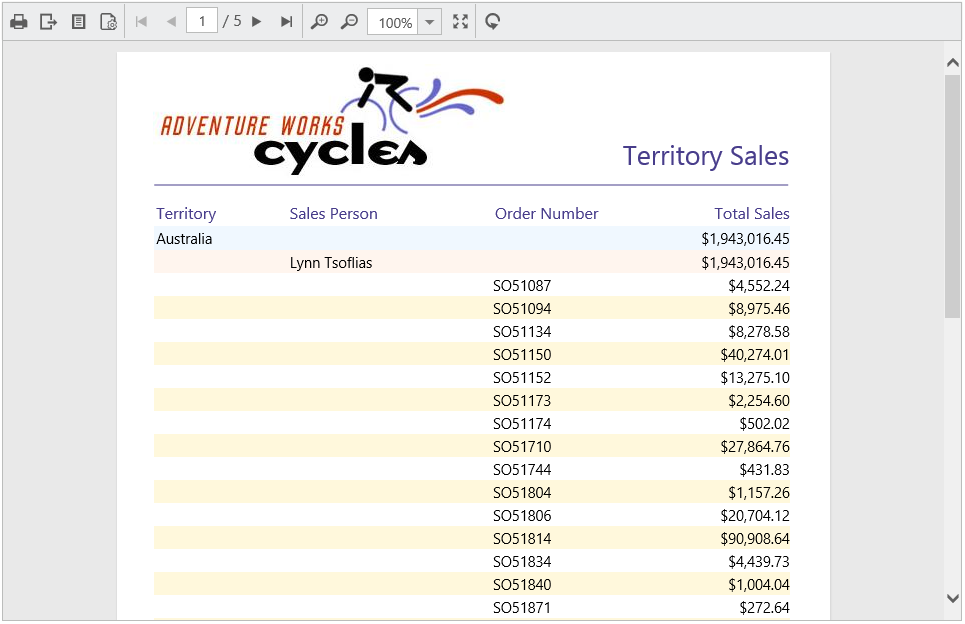 1 / 5 100%
ADVENTURE WORKS
cycles
Territory Sales
Territory Sales Person Order Number Total Sales
Australia $1,943,016.45
Lynn Tsoflias $1,943,016.45
SO51087 $4,552.24
SO51094 $8,975.46
SO51134 $8,278.58
SO51150 $40,274.01
SO51152 $13,275.10
SO51173 $2,254.60
SO51174 $502.02
SO51710 $27,864.76
SO51744 $431.83
SO51804 $1,157.26
SO51806 $20,704.12
SO51814 $90,908.64
SO51834 $4,439.73
SO51840 $1,004.04
SO51871 $272.64